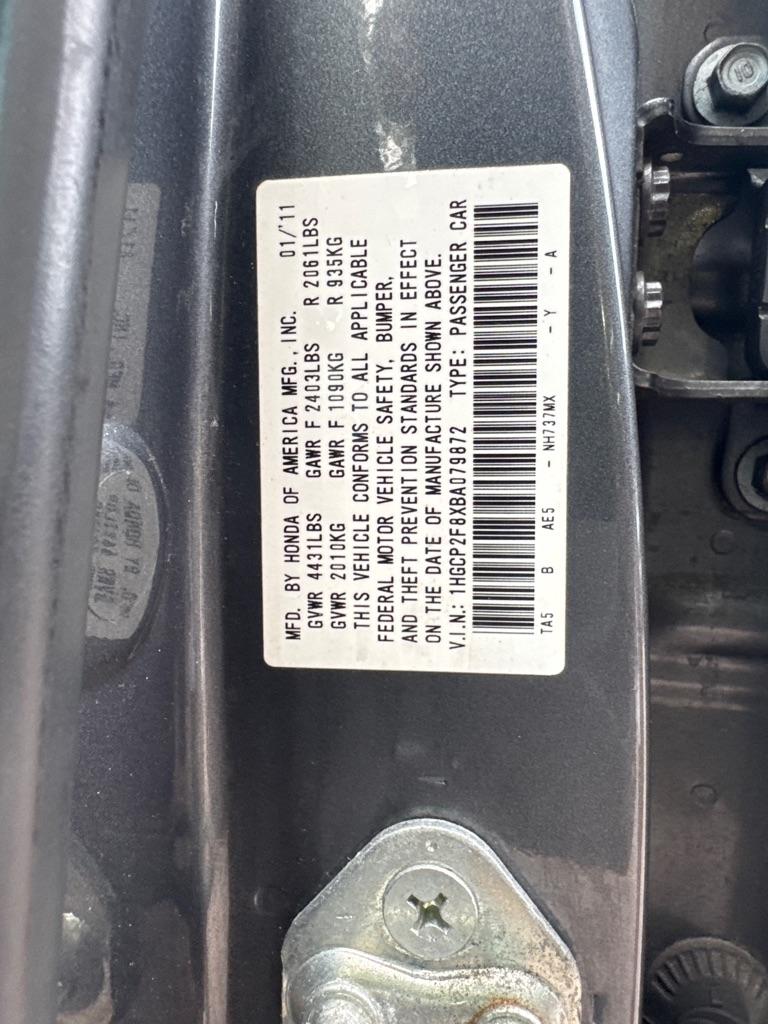 MFD. BY HONDA OF AMERICA MFG., INC. 01/'11
GVWR 4431LBS GAWR F 2403LBS R 2061LBS
GVWR 2010KG GAWR F 1090KG R 935KG
THIS VEHICLE CONFORMS TO ALL APPLICABLE
FEDERAL MOTOR VEHICLE SAFETY, BUMPER,
AND THEFT PREVENTION STANDARDS IN EFFECT
ON THE DATE OF MANUFACTURE SHOWN ABOVE.
V.I.N.: 1HGCP2F8XBA079872 TYPE: PASSENGER CAR
TA5 B AE5 - NH737MX - Y - A
10